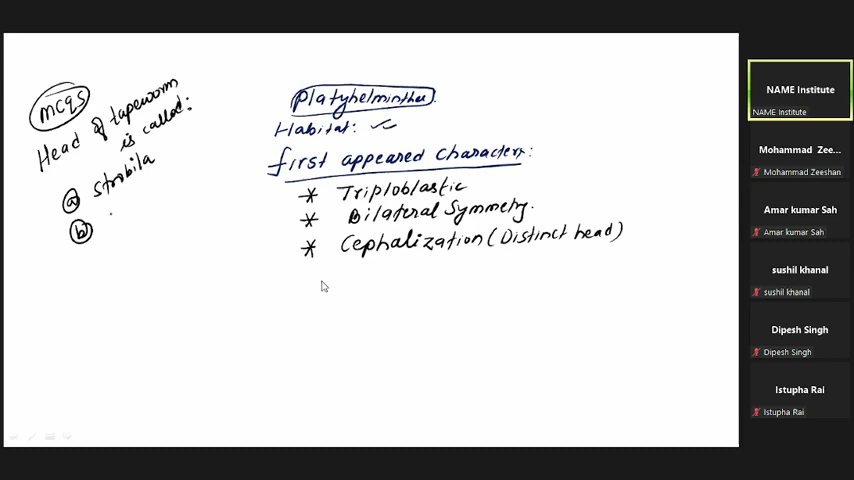 MCQS
Head of tapeworm
is called:
(a) Strobila
(b)
Platyhelminthes.
Habitat: ✓
first appeared characters:
* Triploblastic
* Bilateral Symmetry.
* Cephalization (Distinct head)
NAME Institute
NAME Institute
Mohammad Zee...
Mohammad Zeeshan
Amar kumar Sah
Amar kumar Sah
sushil khanal
sushil khanal
Dipesh Singh
Dipesh Singh
Istupha Rai
Istupha Rai